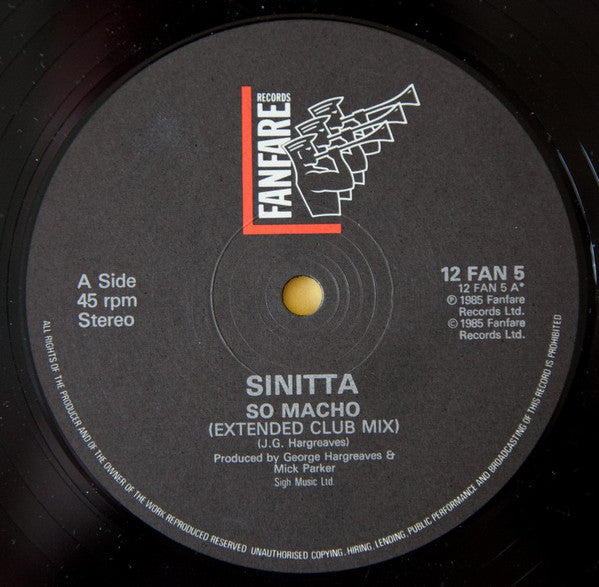 FANFARE
RECORDS
A Side
45 rpm
Stereo
12 FAN 5
12 FAN 5 A*
℗ 1985 Fanfare
Records Ltd.
© 1985 Fanfare
Records Ltd.
SINITTA
SO MACHO
(EXTENDED CLUB MIX)
(J.G. Hargreaves)
Produced by George Hargreaves &
Mick Parker
Sigh Music Ltd.
ALL RIGHTS OF THE PRODUCER AND OF THE OWNER OF THE WORK REPRODUCED RESERVED UNAUTHORISED COPYING, HIRING, LENDING, PUBLIC PERFORMANCE AND BROADCASTING OF THIS RECORD IS PROHIBITED